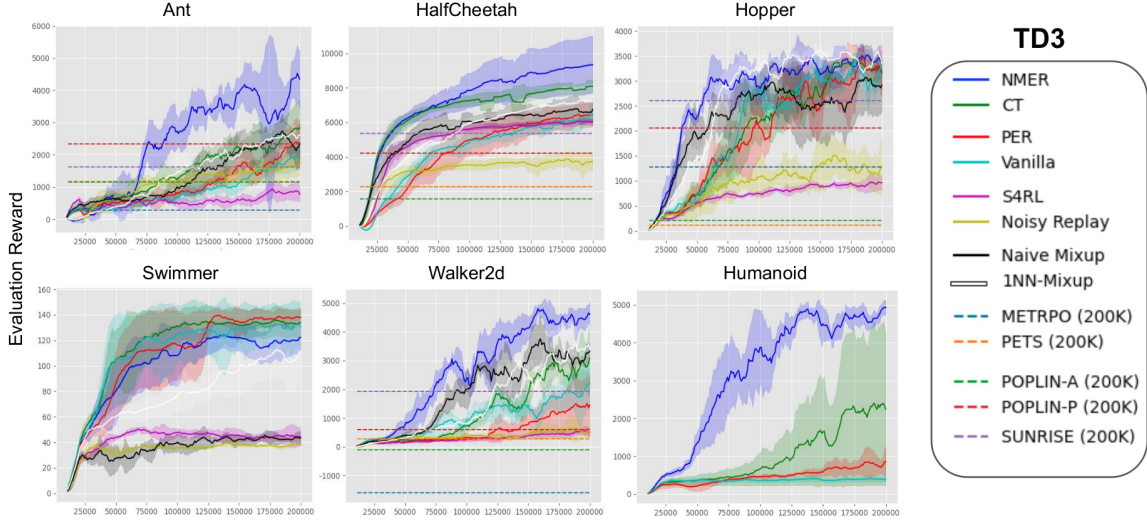 Ant
HalfCheetah
Hopper
6000
5000
4000
3000
2000
1000
0
25000 50000 75000 100000 125000 150000 175000 200000
10000
8000
6000
4000
2000
0
25000 50000 75000 100000 125000 150000 175000 200000
4000
3500
3000
2500
2000
1500
1000
500
0
25000 50000 75000 100000 125000 150000 175000 200000
Evaluation Reward
Swimmer
Walker2d
Humanoid
160
140
120
100
80
60
40
20
0
25000 50000 75000 100000 125000 150000 175000 200000
5000
4000
3000
2000
1000
0
−1000
25000 50000 75000 100000 125000 150000 175000 200000
5000
4000
3000
2000
1000
0
25000 50000 75000 100000 125000 150000 175000 200000
TD3
NMER
CT
PER
Vanilla
S4RL
Noisy Replay
Naive Mixup
1NN-Mixup
METRPO (200K)
PETS (200K)
POPLIN-A (200K)
POPLIN-P (200K)
SUNRISE (200K)